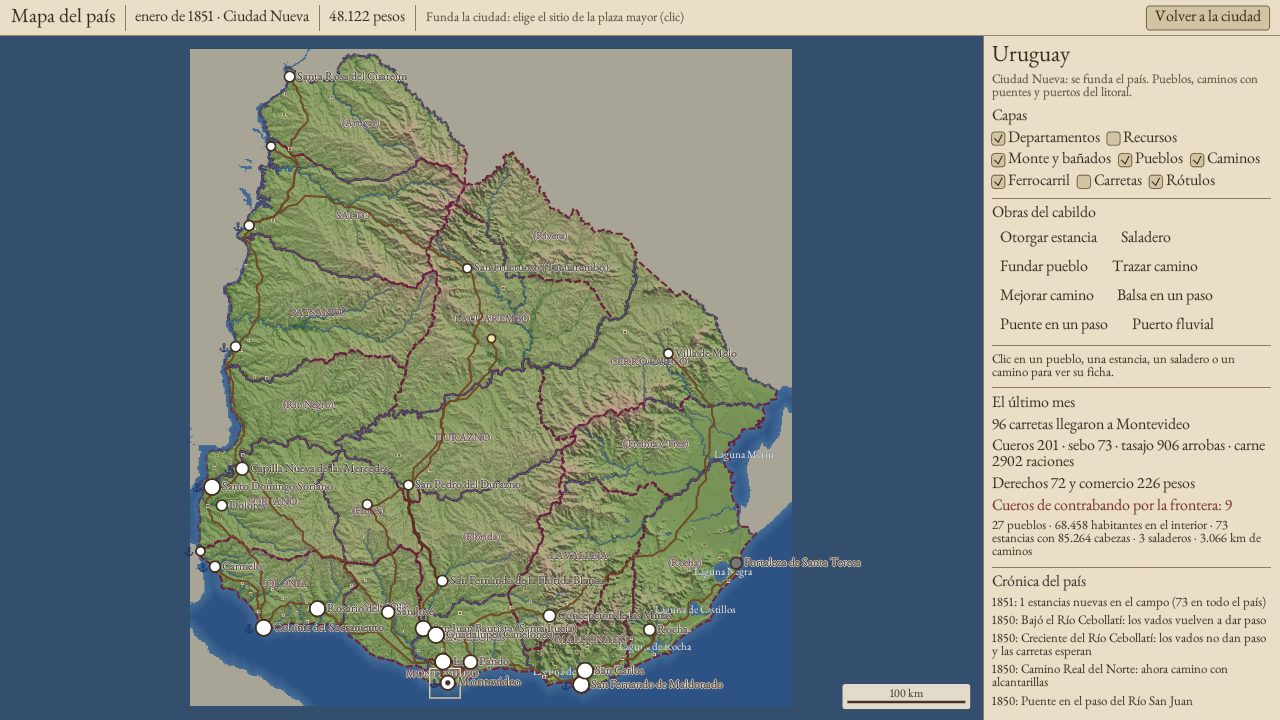 Mapa del país
enero de 1851 · Ciudad Nueva
48.122 pesos
Funda la ciudad: elige el sitio de la plaza mayor (clic)
Volver a la ciudad
Santa Rosa del Cuareim
(Artigas)
SALTO
(Rivera)
San Fructuoso (Tacuarembó)
PAYSANDÚ
TACUAREMBÓ
Villa de Melo
CERRO LARGO
(Río Negro)
DURAZNO
(Treinta y Tres)
Laguna Merín
Capilla Nueva de las Mercedes
Santo Domingo Soriano
San Pedro del Durazno
Dolores
(Florida)
LAVALLEJA
(Rocha)
Fortaleza de Santa Teresa
Laguna Negra
Carmelo
COLONIA
San Fernando de la Florida Blanca
Laguna de Castillos
Colonia del Sacramento
San José
Rocha
Laguna de Rocha
Pando
San Carlos
Montevideo
San Fernando de Maldonado
100 km
Uruguay
Ciudad Nueva: se funda el país. Pueblos, caminos con
puentes y puertos del litoral.
Capas
Departamentos Recursos
Monte y bañados Pueblos Caminos
Ferrocarril Carretas Rótulos
Obras del cabildo
Otorgar estancia Saladero
Fundar pueblo Trazar camino
Mejorar camino Balsa en un paso
Puente en un paso Puerto fluvial
Clic en un pueblo, una estancia, un saladero o un
camino para ver su ficha.
El último mes
96 carretas llegaron a Montevideo
Cueros 201 · sebo 73 · tasajo 906 arrobas · carne
2902 raciones
Derechos 72 y comercio 226 pesos
Cueros de contrabando por la frontera: 9
27 pueblos · 68.458 habitantes en el interior · 73
estancias con 85.264 cabezas · 3 saladeros · 3.066 km de
caminos
Crónica del país
1851: 1 estancias nuevas en el campo (73 en todo el país)
1850: Bajó el Río Cebollatí: los vados vuelven a dar paso
1850: Creciente del Río Cebollatí: los vados no dan paso
y las carretas esperan
1850: Camino Real del Norte: ahora camino con
alcantarillas
1850: Puente en el paso del Río San Juan